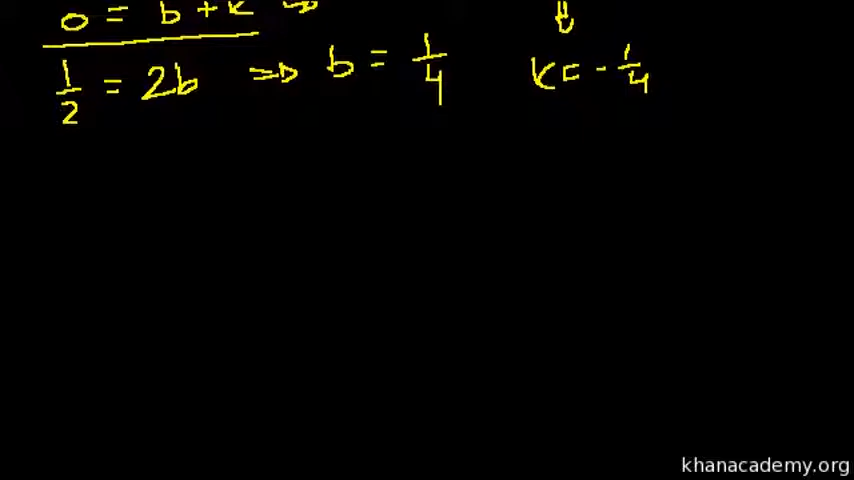 0 = b + k ⇒
1/2 = 2b ⇒ b = 1/4 k = - 1/4
khanacademy.org